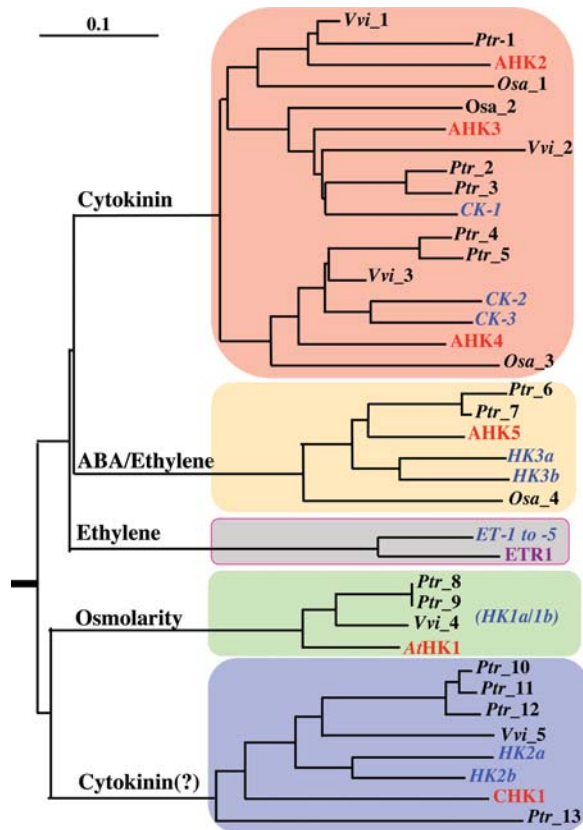 0.1
Vvi_1
Ptr-1
AHK2
Osa_1
Osa_2
AHK3
Vvi_2
Ptr_2
Ptr_3
CK-1
Cytokinin
Ptr_4
Ptr_5
Vvi_3
CK-2
CK-3
AHK4
Osa_3
Ptr_6
Ptr_7
AHK5
ABA/Ethylene
HK3a
HK3b
Osa_4
Ethylene
ET-1 to -5
ETR1
Ptr_8
Ptr_9
Osmolarity
Vvi_4
(HK1a/1b)
AtHK1
Ptr_10
Ptr_11
Ptr_12
Vvi_5
HK2a
HK2b
Cytokinin(?)
CHK1
Ptr_13